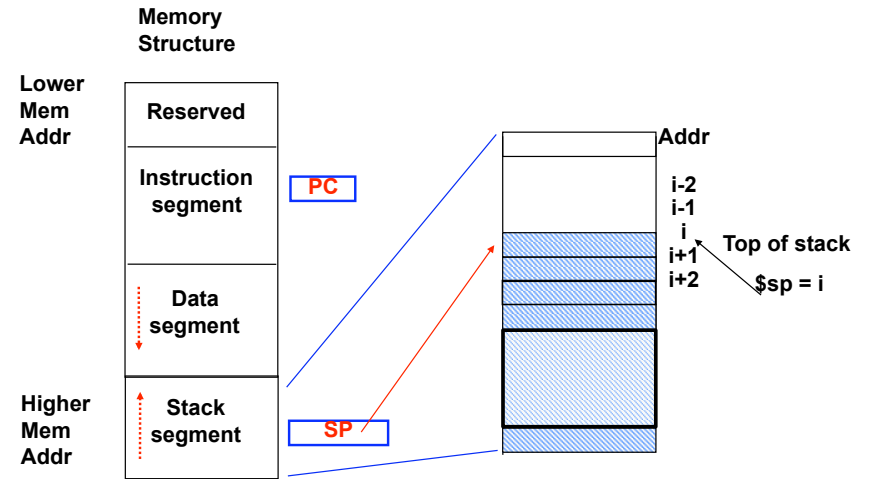 Memory
Structure
Lower
Mem
Addr
Reserved
Instruction
segment
PC
Data
segment
Higher
Mem
Addr
Stack
segment
SP
Addr
i-2
i-1
i
i+1
i+2
Top of stack
$sp = i